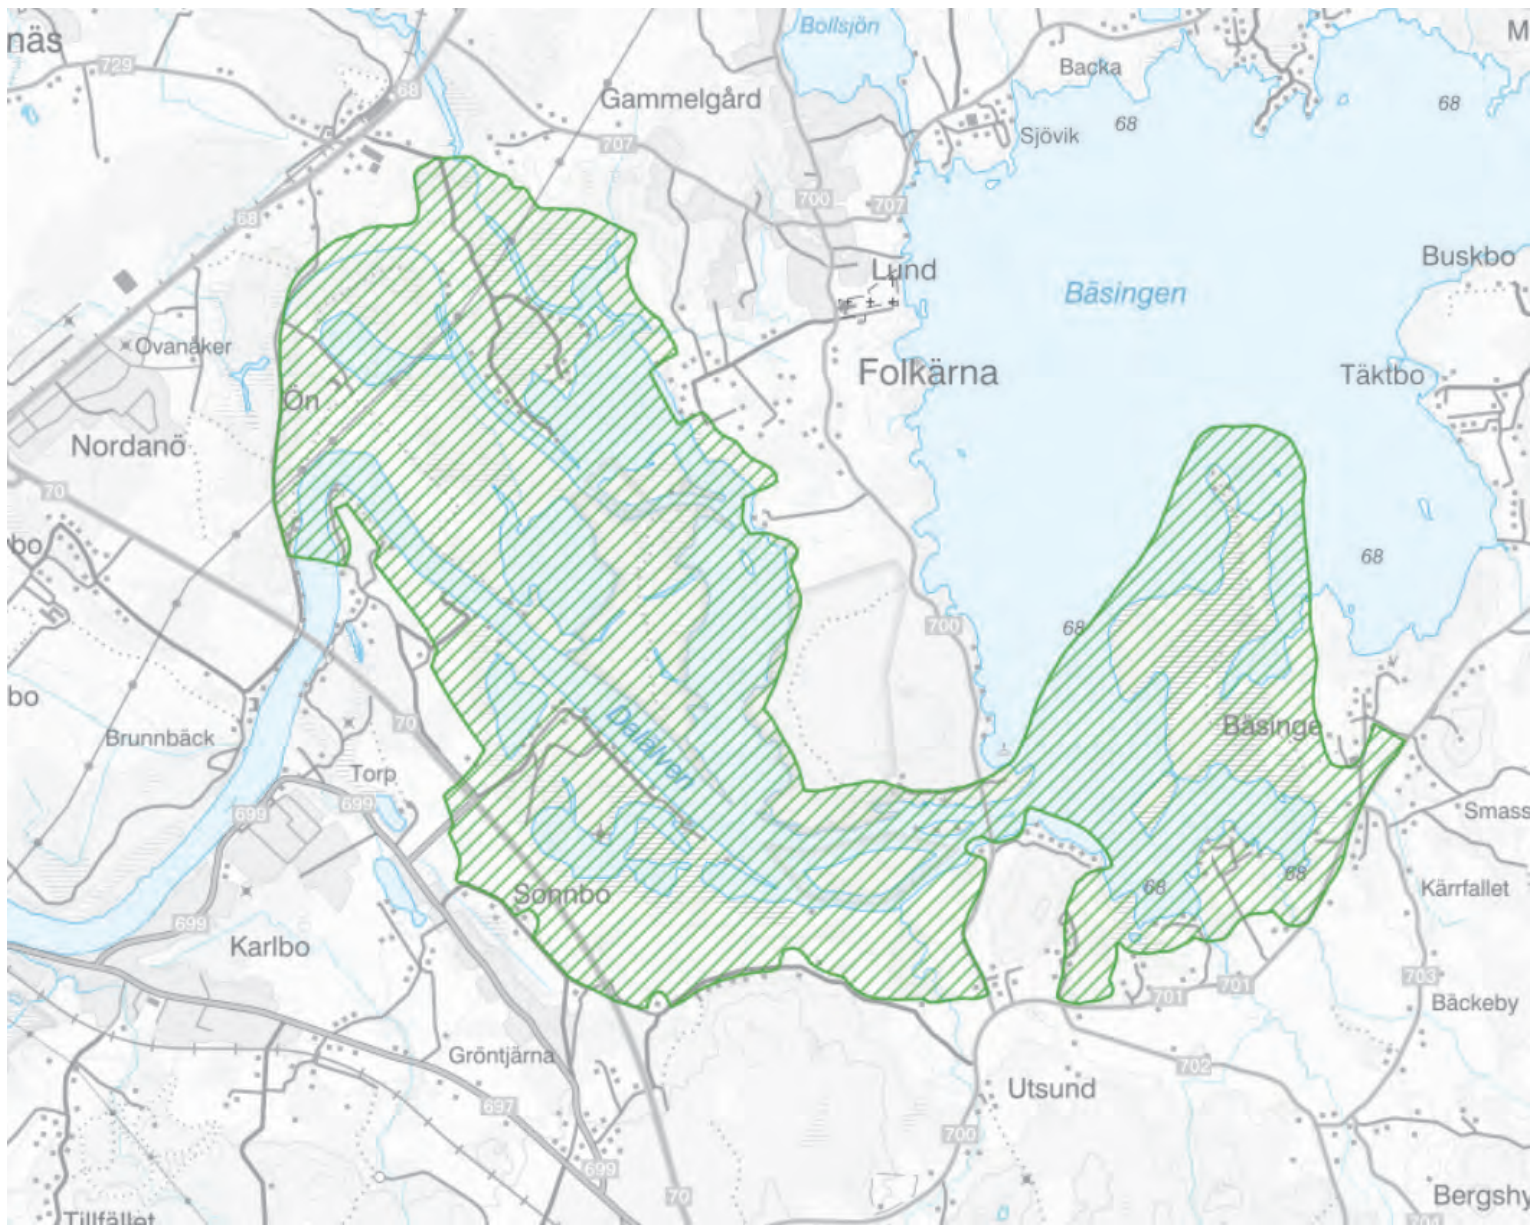 Bollsjön
näs
Backa
729
68
Gammelgård
68
68
Sjövik
707
700
707
68
Buskbo
Lund
Bäsingen
Ovanåker
Folkärna
Täktbo
Ön
Nordanö
70
bo
68
700
68
bo
Dalälven
Bäsinge
70
Brunnbäck
Torp
699
699
Smass
68
68
Kärrfallet
Sonnbo
699
Karlbo
703
701
701
Bäckeby
Gröntjärna
702
Utsund
697
700
699
70
Bergshy
Tillfället